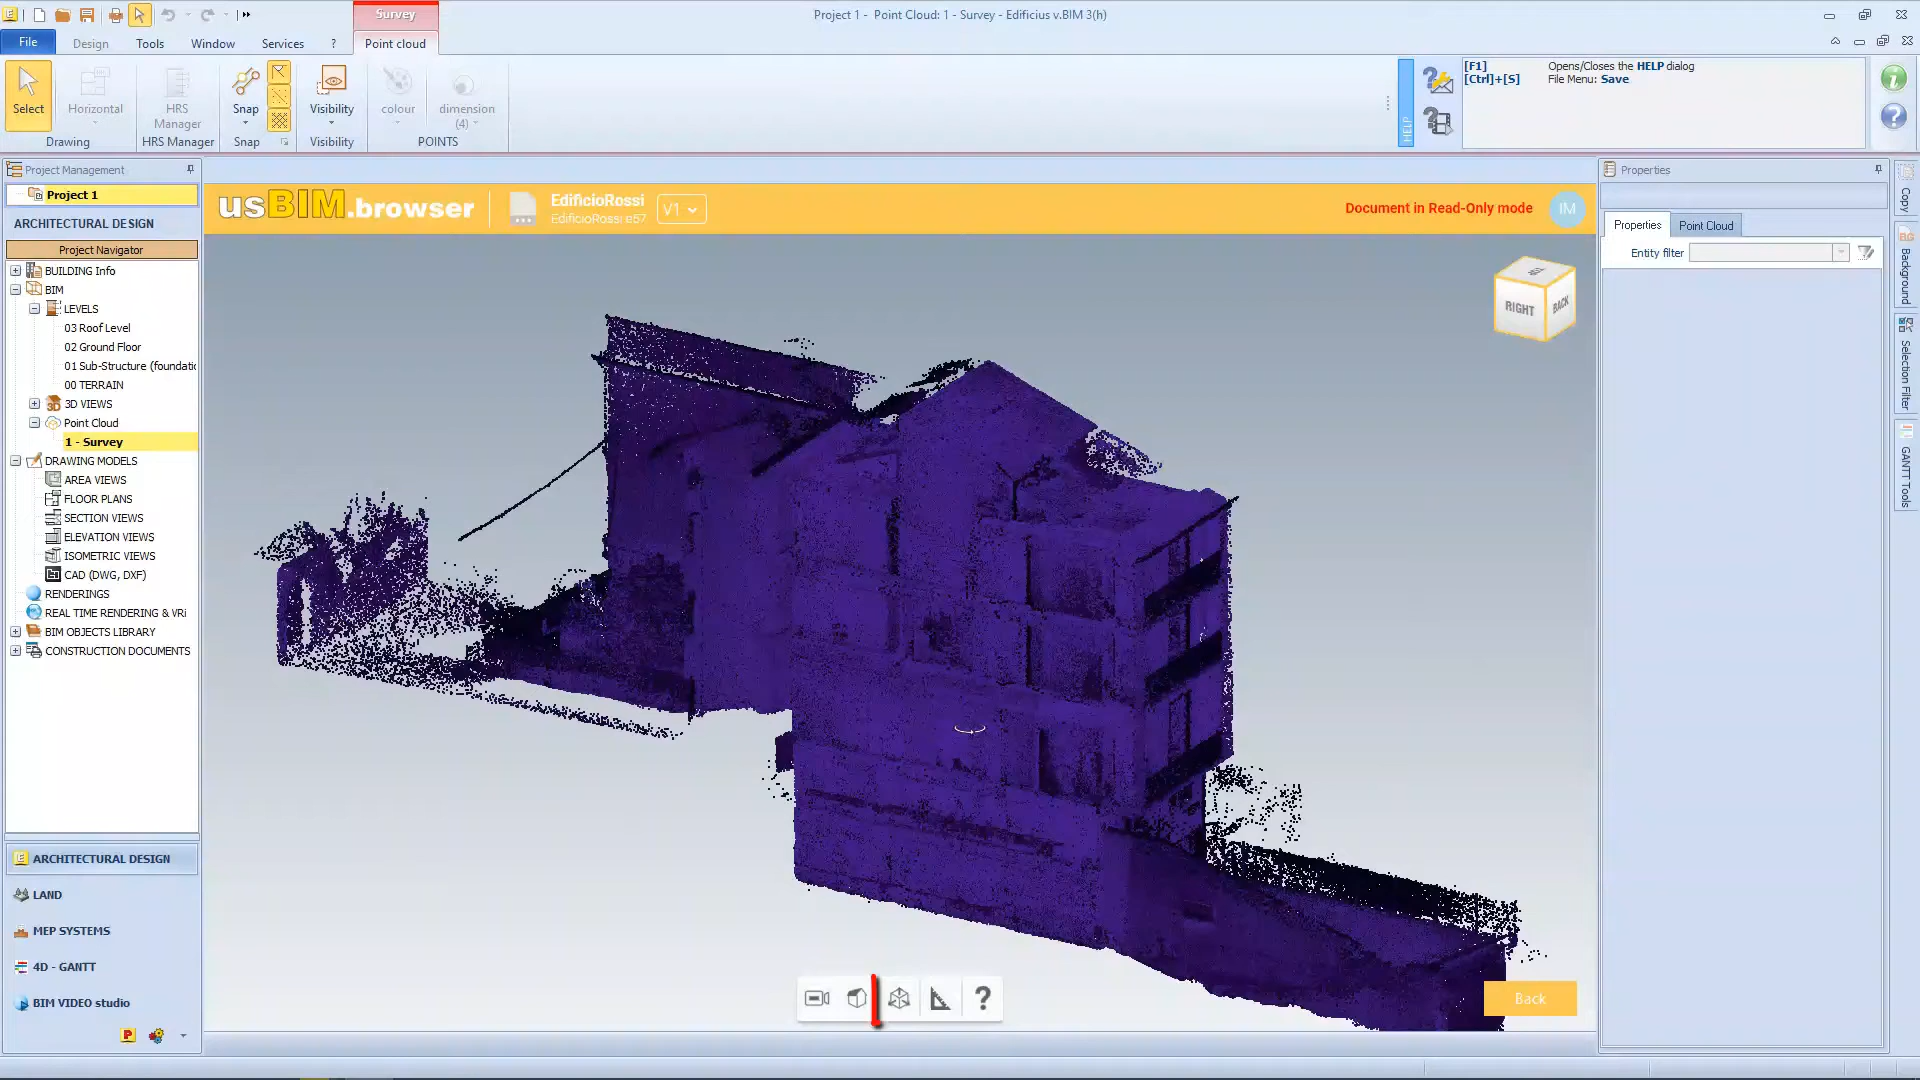 Survey
Project 1 - Point Cloud: 1 - Survey - Edificius v.BIM 3(h)
File
Design
Tools
Window
Services
?
Point cloud
Select
Horizontal
HRS
Manager
Snap
Visibility
colour
dimension
(4)
Drawing
HRS Manager
Snap
Visibility
POINTS
HELP
[F1] Opens/Closes the HELP dialog
[Ctrl]+[S] File Menu: Save
Project Management
Project 1
ARCHITECTURAL DESIGN
Project Navigator
BUILDING Info
BIM
LEVELS
03 Roof Level
02 Ground Floor
01 Sub-Structure (foundatic
00 TERRAIN
3D VIEWS
Point Cloud
1 - Survey
DRAWING MODELS
AREA VIEWS
FLOOR PLANS
SECTION VIEWS
ELEVATION VIEWS
ISOMETRIC VIEWS
CAD (DWG, DXF)
RENDERINGS
REAL TIME RENDERING & VRi
BIM OBJECTS LIBRARY
CONSTRUCTION DOCUMENTS
ARCHITECTURAL DESIGN
LAND
MEP SYSTEMS
4D - GANTT
BIM VIDEO studio
usBIM.browser
EdificioRossi
EdificioRossi.e57
V1
Document in Read-Only mode
IM
RIGHT
BACK
?
Back
Properties
Properties
Point Cloud
Entity filter
Copy
Background
Selection Filter
GANTT Tools